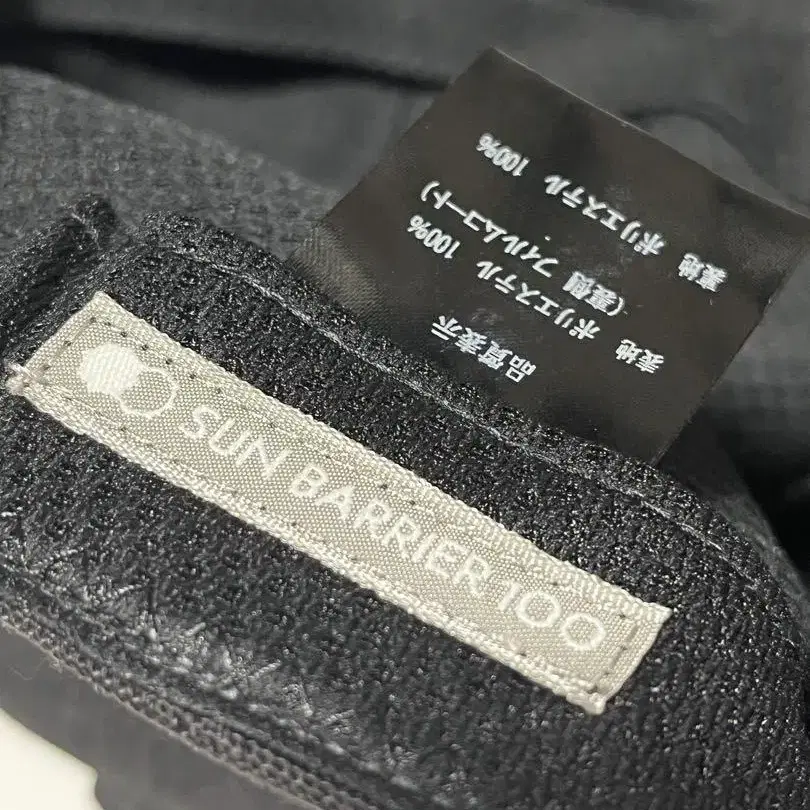 SUN BARRIER 100
品質表示
表地 ポリエステル 100%
(裏側 フィルムコート)
裏地 ポリエステル 100%